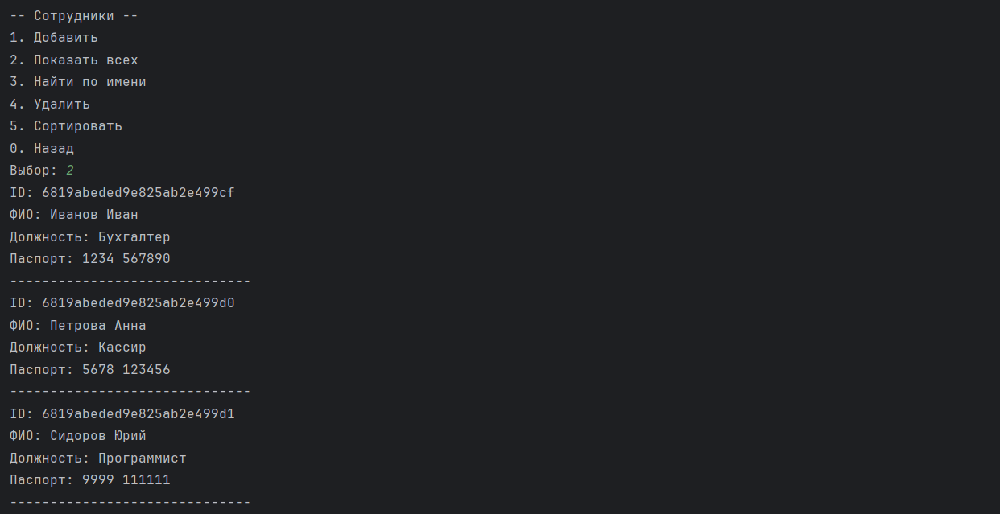 -- Сотрудники --
1. Добавить
2. Показать всех
3. Найти по имени
4. Удалить
5. Сортировать
0. Назад
Выбор: 2
ID: 6819abeded9e825ab2e499cf
ФИО: Иванов Иван
Должность: Бухгалтер
Паспорт: 1234 567890
------------------------------
ID: 6819abeded9e825ab2e499d0
ФИО: Петрова Анна
Должность: Кассир
Паспорт: 5678 123456
------------------------------
ID: 6819abeded9e825ab2e499d1
ФИО: Сидоров Юрий
Должность: Программист
Паспорт: 9999 111111
------------------------------